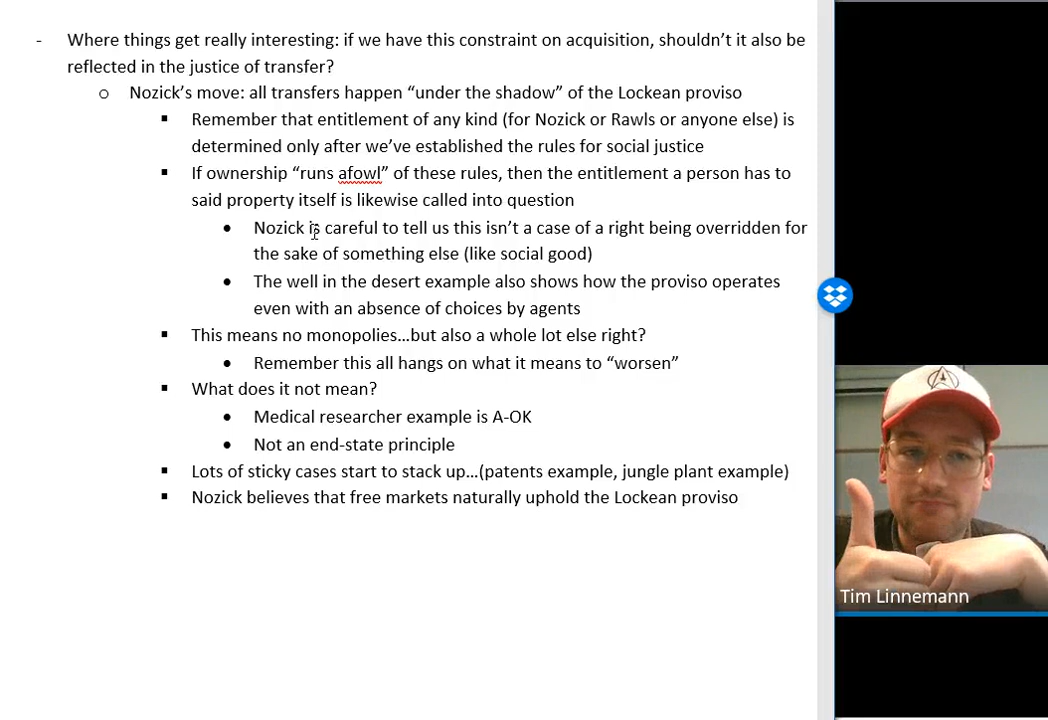 - Where things get really interesting: if we have this constraint on acquisition, shouldn’t it also be
reflected in the justice of transfer?
o Nozick’s move: all transfers happen “under the shadow” of the Lockean proviso
▪ Remember that entitlement of any kind (for Nozick or Rawls or anyone else) is
determined only after we’ve established the rules for social justice
▪ If ownership “runs afowl” of these rules, then the entitlement a person has to
said property itself is likewise called into question
• Nozick is careful to tell us this isn’t a case of a right being overridden for
the sake of something else (like social good)
• The well in the desert example also shows how the proviso operates
even with an absence of choices by agents
▪ This means no monopolies…but also a whole lot else right?
• Remember this all hangs on what it means to “worsen”
▪ What does it not mean?
• Medical researcher example is A-OK
• Not an end-state principle
▪ Lots of sticky cases start to stack up…(patents example, jungle plant example)
▪ Nozick believes that free markets naturally uphold the Lockean proviso
Tim Linnemann